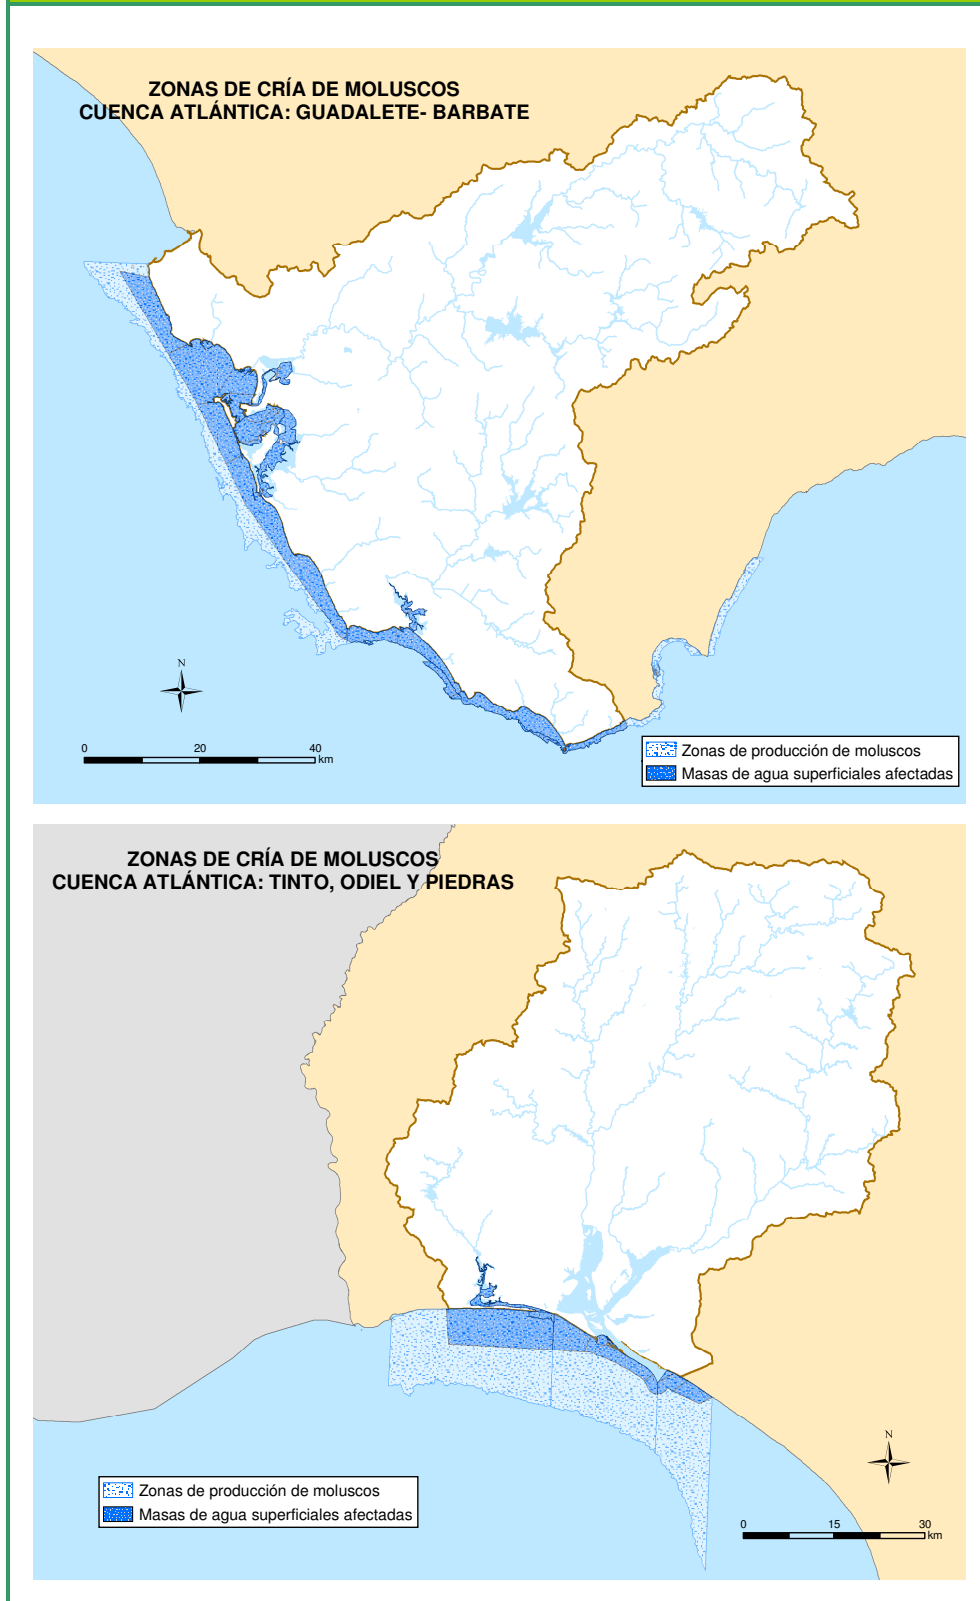 ZONAS DE CRÍA DE MOLUSCOS
CUENCA ATLÁNTICA: GUADALETE- BARBATE
N
0 20 40
km
Zonas de producción de moluscos
Masas de agua superficiales afectadas
ZONAS DE CRÍA DE MOLUSCOS
CUENCA ATLÁNTICA: TINTO, ODIEL Y PIEDRAS
N
Zonas de producción de moluscos
Masas de agua superficiales afectadas
0 15 30
km